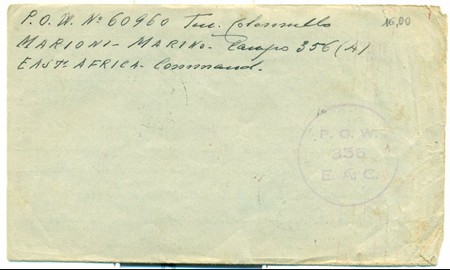 P.O.W. Nº 60960 Ten. Colonnello
MARIONI - MARINO - Campo 356 (A)
EAST. AFRICA - Command.
16,00
P.O.W.
356
E.A.C.